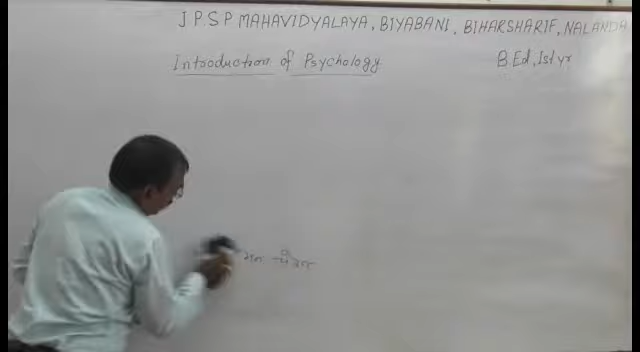 J P.S P MAHAVIDYALAYA, BIYABANI, BIHARSHARIF, NALANDA
Introduction of Psychology
B.Ed, Ist yr